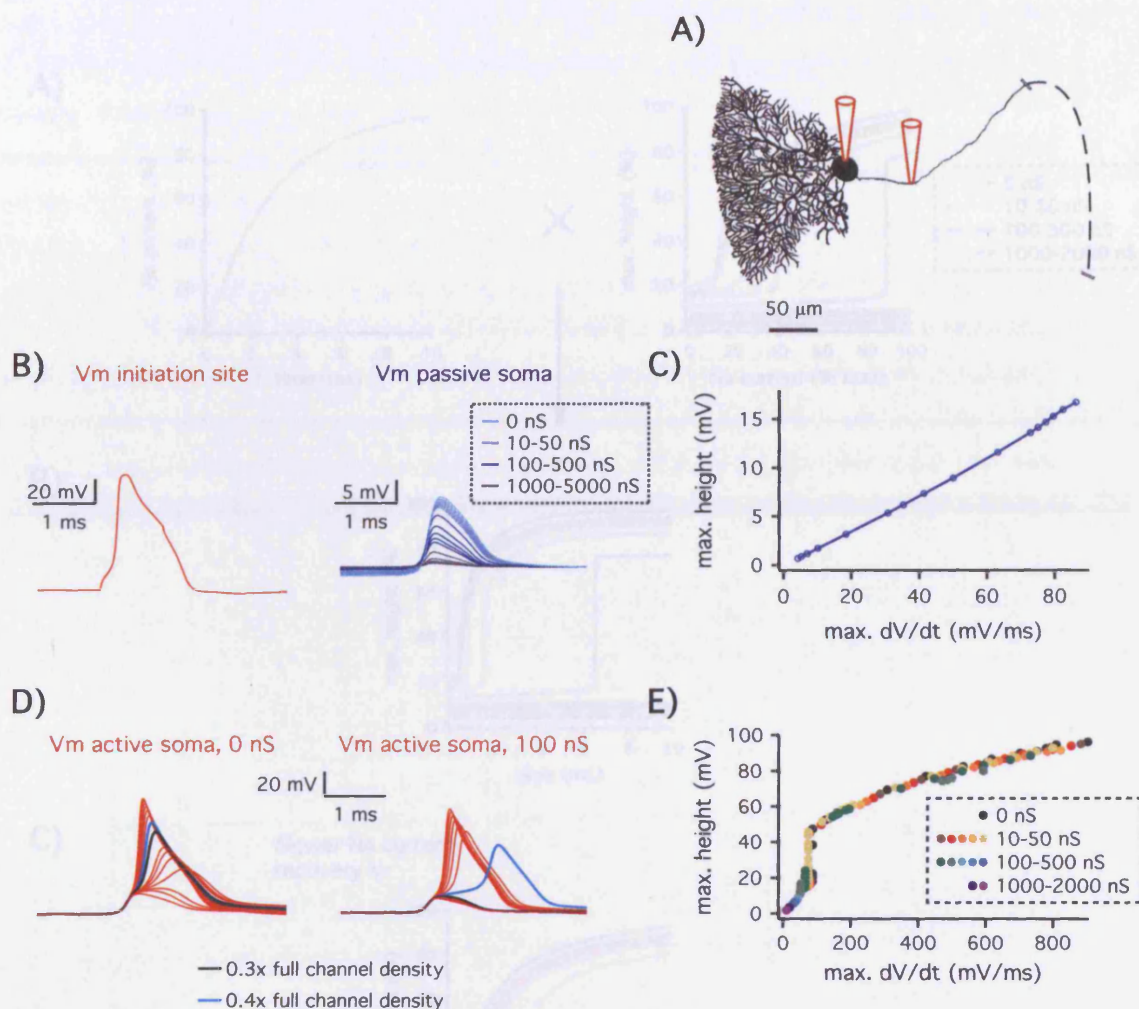 A)
50 µm
B)
Vm initiation site
20 mV
1 ms
Vm passive soma
0 nS
10-50 nS
100-500 nS
1000-5000 nS
5 mV
1 ms
C)
max. height (mV)
15
10
5
0
0
20
40
60
80
max. dV/dt (mV/ms)
D)
Vm active soma, 0 nS
Vm active soma, 100 nS
20 mV
1 ms
0.3x full channel density
0.4x full channel density
E)
max. height (mV)
100
80
60
40
20
0
0
200
400
600
800
max. dV/dt (mV/ms)
0 nS
10-50 nS
100-500 nS
1000-2000 nS